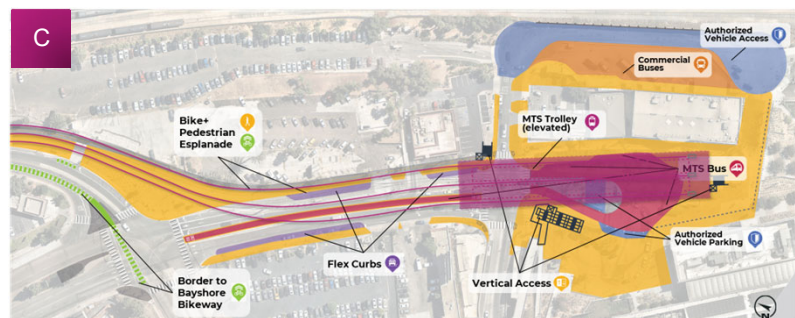 C
Authorized
Vehicle Access
Commercial
Buses
Bike+
Pedestrian
Esplanade
MTS Trolley
(elevated)
MTS Bus
Authorized
Vehicle Parking
Flex Curbs
Border to
Bayshore
Bikeway
Vertical Access
N